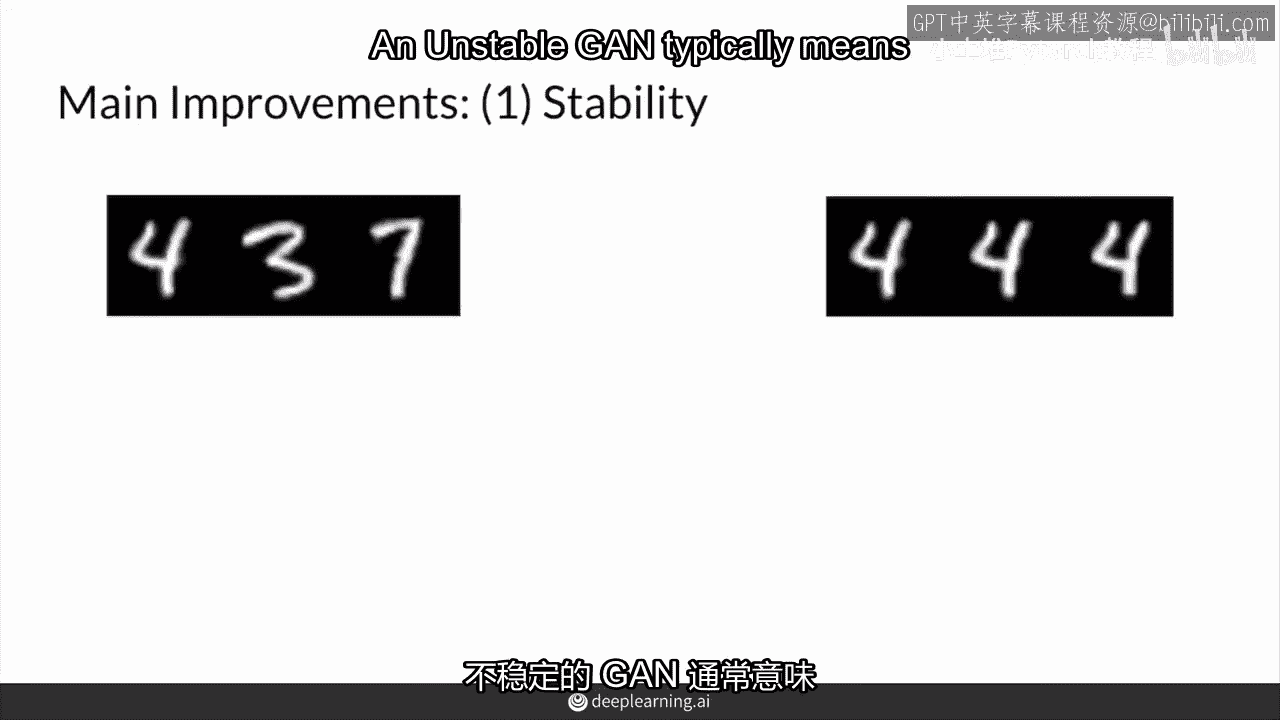 GPT中英字幕课程资源@bilibili.com
An Unstable GAN typically means
bilibili
Main Improvements: (1) Stability
4 3 7
4 4 4
不稳定的 GAN 通常意味
deeplearning.ai